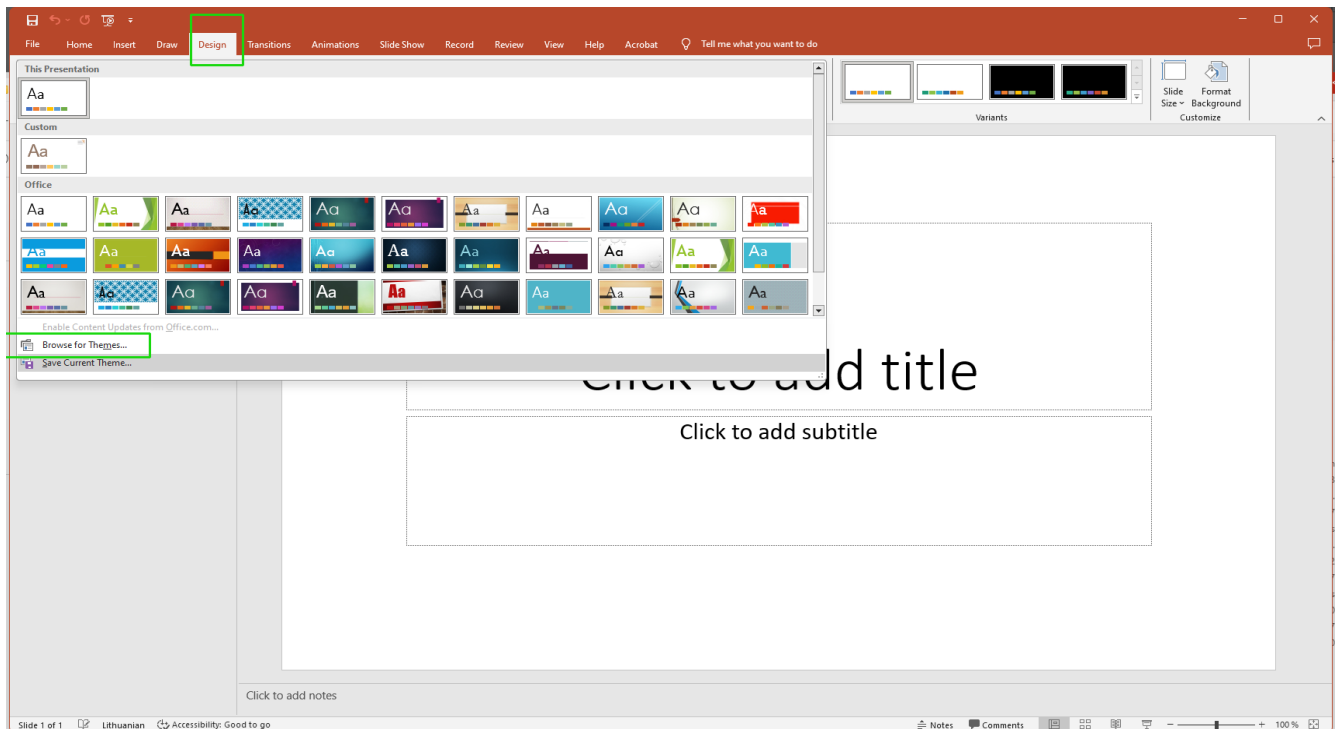 File Home Insert Draw Design Transitions Animations Slide Show Record Review View Help Acrobat Tell me what you want to do
This Presentation
Aa
Custom
Aa
Office
Aa Aa Aa Aa Aa Aa Aa Aa Aa Aa Aa
Aa Aa Aa Aa Aa Aa Aa Aa Aa Aa Aa
Aa Aa Aa Aa Aa Aa Aa Aa Aa Aa Aa
Enable Content Updates from Office.com...
Browse for Themes...
Save Current Theme...
Variants
Slide Size
Format Background
Customize
Click to add title
Click to add subtitle
Click to add notes
Slide 1 of 1 Lithuanian Accessibility: Good to go Notes Comments 100 %